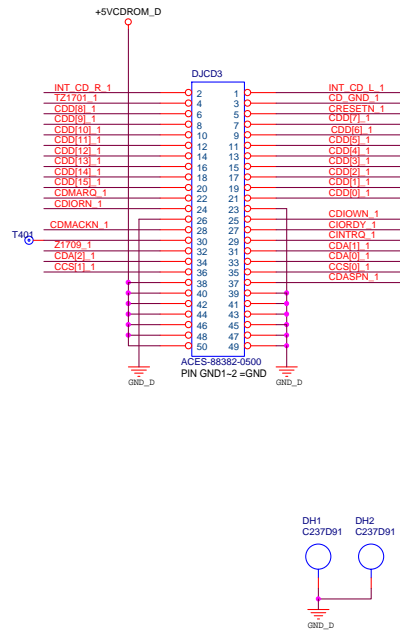 +5VCDROM_D
DJCD3
INT_CD_R_1 2 1 INT_CD_L_1
TZ1701_1 4 3 CD_GND_1
CDD[8]_1 6 5 CRESETN_1
CDD[9]_1 8 7 CDD[7]_1
CDD[10]_1 10 9 CDD[6]_1
CDD[11]_1 12 11 CDD[5]_1
CDD[12]_1 14 13 CDD[4]_1
CDD[13]_1 16 15 CDD[3]_1
CDD[14]_1 18 17 CDD[2]_1
CDD[15]_1 20 19 CDD[1]_1
CDMARQ_1 22 21 CDD[0]_1
CDIORN_1 24 23
26 25 CDIOWN_1
CDMACKN_1 28 27 CIORDY_1
T401 30 29 CINTRQ_1
Z1709_1 32 31 CDA[1]_1
CDA[2]_1 34 33 CDA[0]_1
CCS[1]_1 36 35 CCS[0]_1
38 37 CDASPN_1
40 39
42 41
44 43
46 45
48 47
50 49
ACES-88382-0500
PIN GND1~2 =GND
GND_D GND_D
DH1 DH2
C237D91 C237D91
GND_D